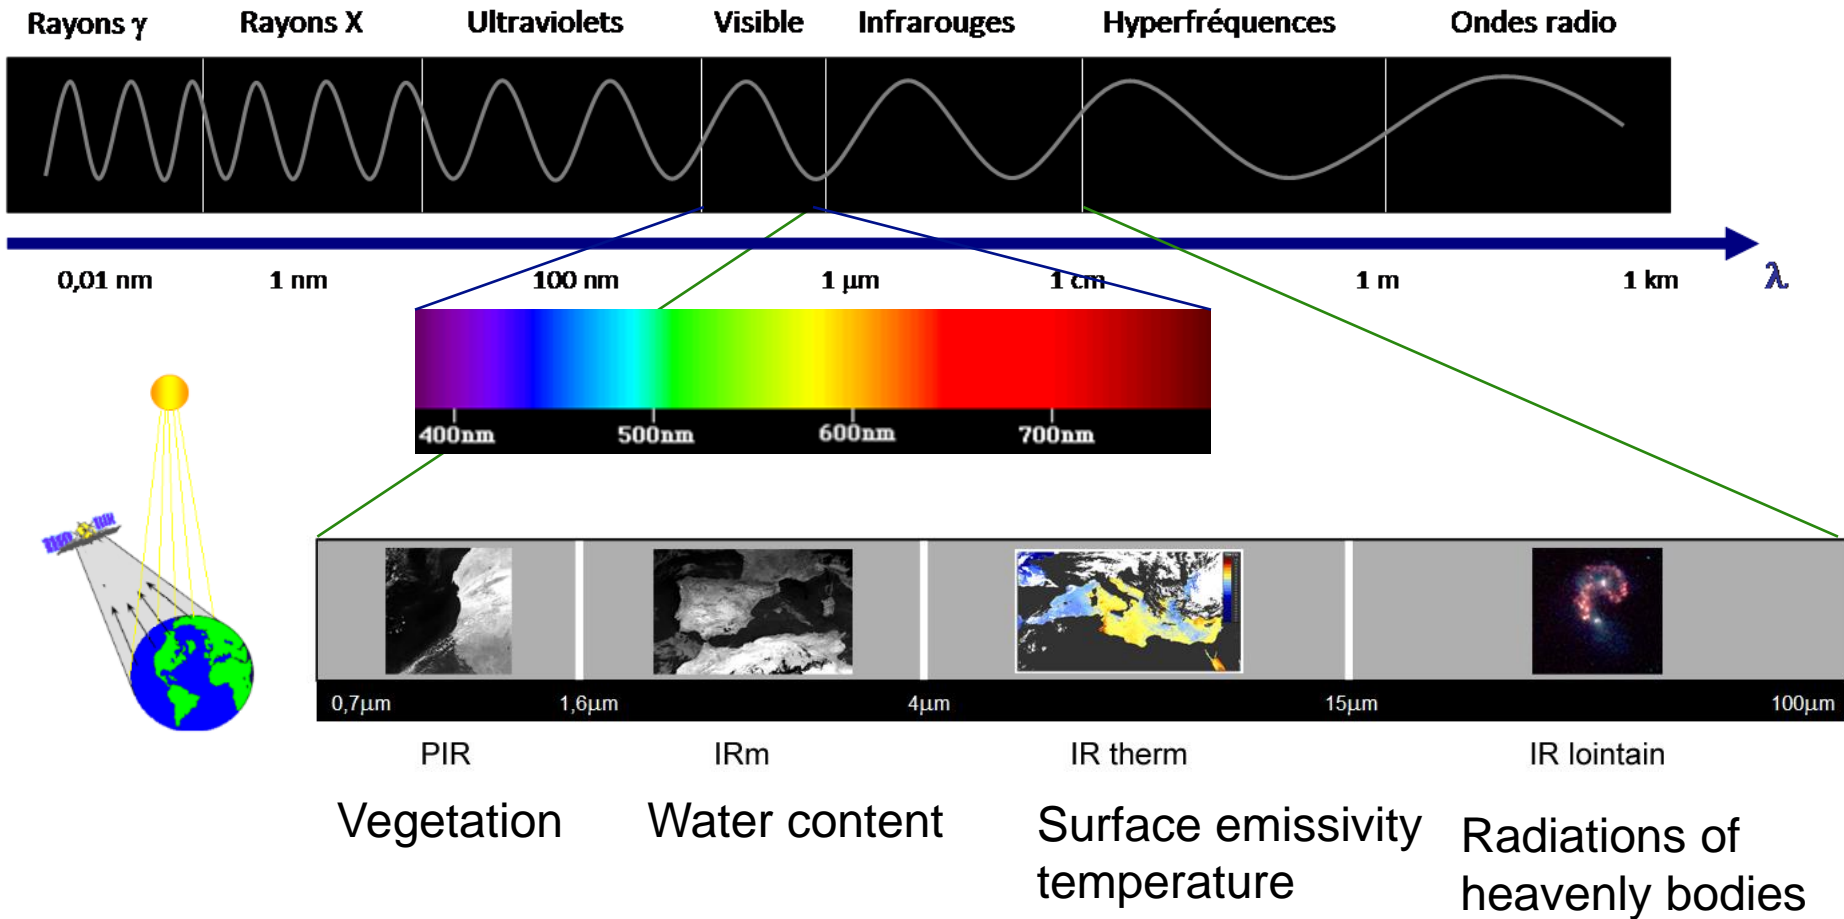 Rayons γ Rayons X Ultraviolets Visible Infrarouges Hyperfréquences Ondes radio
0,01 nm 1 nm 100 nm 1 µm 1 cm 1 m 1 km λ
400nm 500nm 600nm 700nm
0,7µm 1,6µm 4µm 15µm 100µm
PIR IRm IR therm IR lointain
Vegetation Water content Surface emissivity Radiations of
temperature heavenly bodies